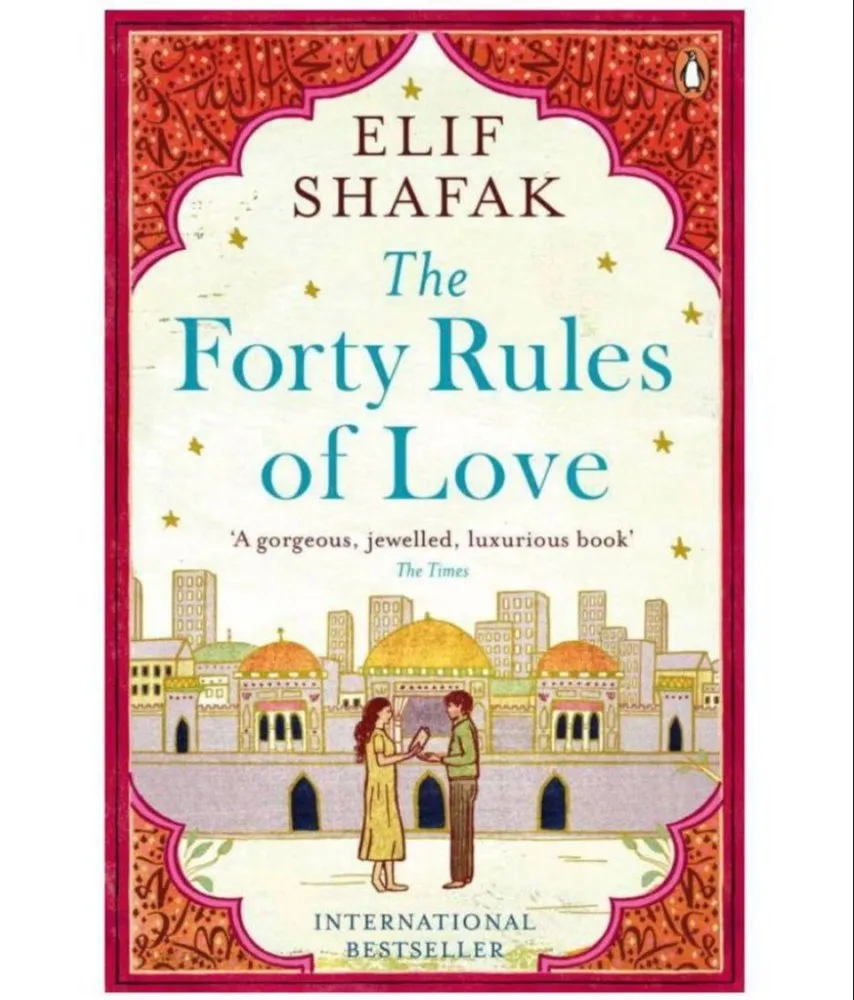 ELIF
SHAFAK
The
Forty Rules
of Love
'A gorgeous, jewelled, luxurious book'
The Times
INTERNATIONAL
BESTSELLER